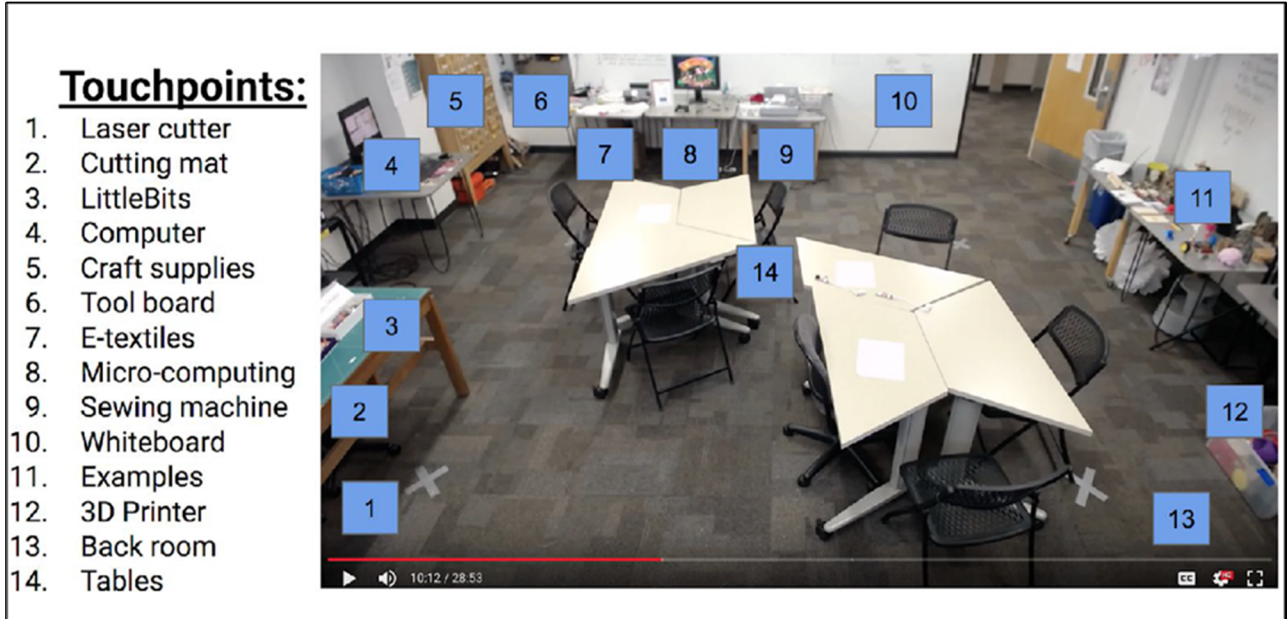 Touchpoints:
1. Laser cutter
2. Cutting mat
3. LittleBits
4. Computer
5. Craft supplies
6. Tool board
7. E-textiles
8. Micro-computing
9. Sewing machine
10. Whiteboard
11. Examples
12. 3D Printer
13. Back room
14. Tables
5
6
10
4
7
8
9
11
14
3
2
12
1
13
10:12 / 28:53
CC
HD